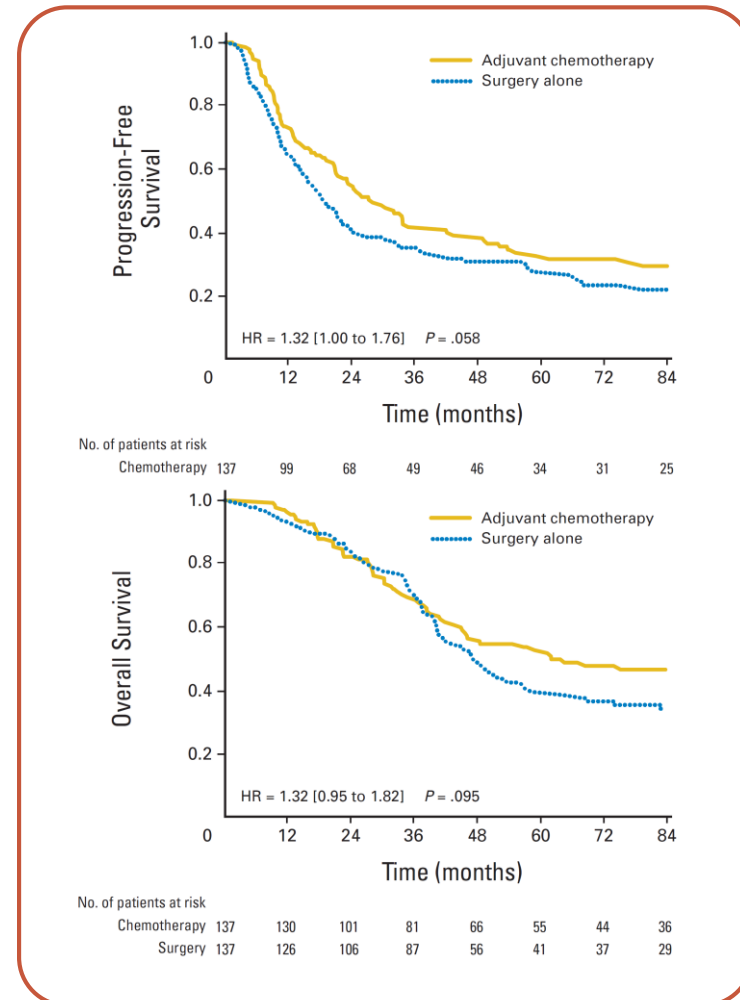 Progression-Free
Survival
1.0
0.8
0.6
0.4
0.2
Adjuvant chemotherapy
Surgery alone
HR = 1.32 [1.00 to 1.76] P = .058
0 12 24 36 48 60 72 84
Time (months)
No. of patients at risk
Chemotherapy 137 99 68 49 46 34 31 25
Overall Survival
1.0
0.8
0.6
0.4
0.2
Adjuvant chemotherapy
Surgery alone
HR = 1.32 [0.95 to 1.82] P = .095
0 12 24 36 48 60 72 84
Time (months)
No. of patients at risk
Chemotherapy 137 130 101 81 66 55 44 36
Surgery 137 126 106 87 56 41 37 29